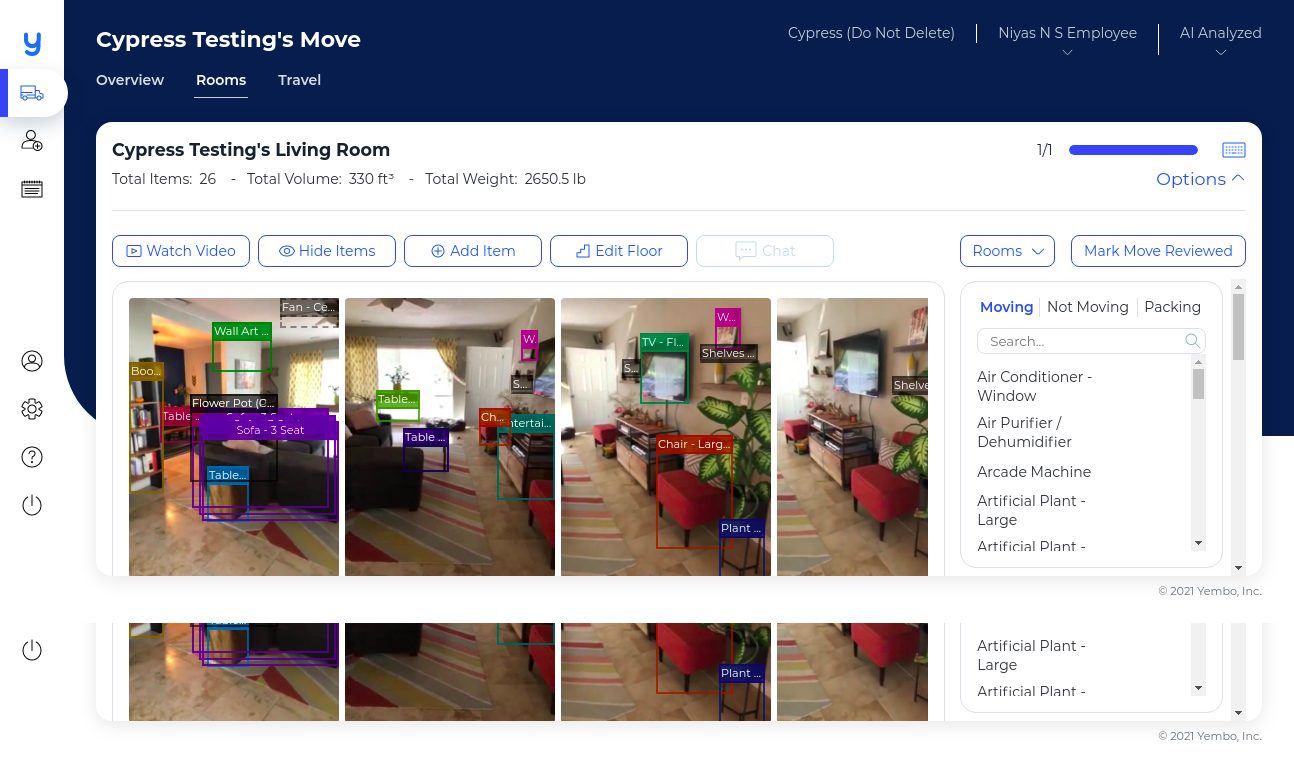 y
Cypress Testing's Move
Cypress (Do Not Delete)
Niyas N S Employee
AI Analyzed
Overview
Rooms
Travel
Cypress Testing's Living Room
1/1
Total Items: 26 - Total Volume: 330 ft³ - Total Weight: 2650.5 lb
Options
Watch Video
Hide Items
Add Item
Edit Floor
Chat
Rooms
Mark Move Reviewed
Fan - Ce...
Wall Art ...
Boo...
Table...
Flower Pot (
Sofa - 3 Seat
Table...
Table...
Table ...
W.
S...
Ch...
ntertai...
W...
TV - Fl...
S...
Shelves ...
Chair - Larg...
Plant ...
Shelve
Moving
Not Moving
Packing
Search...
Air Conditioner -
Window
Air Purifier /
Dehumidifier
Arcade Machine
Artificial Plant -
Large
Artificial Plant -
© 2021 Yembo, Inc.
Table...
Plant ...
Artificial Plant -
Large
Artificial Plant -
© 2021 Yembo, Inc.